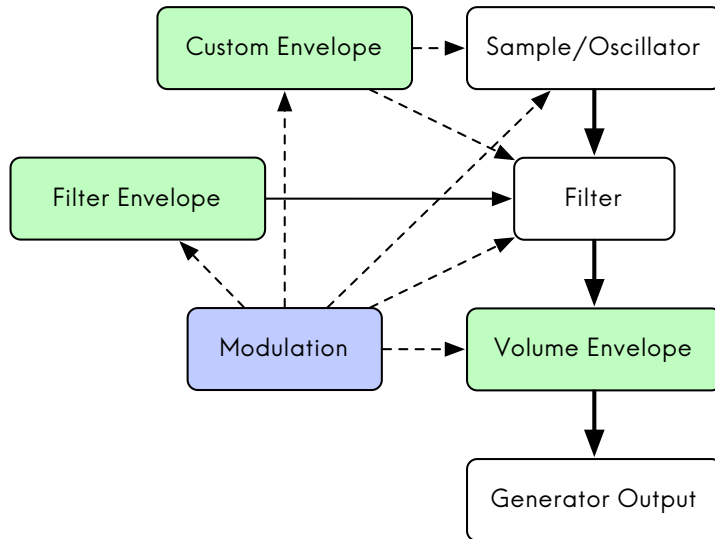 Custom Envelope
Sample/Oscillator
Filter Envelope
Filter
Modulation
Volume Envelope
Generator Output